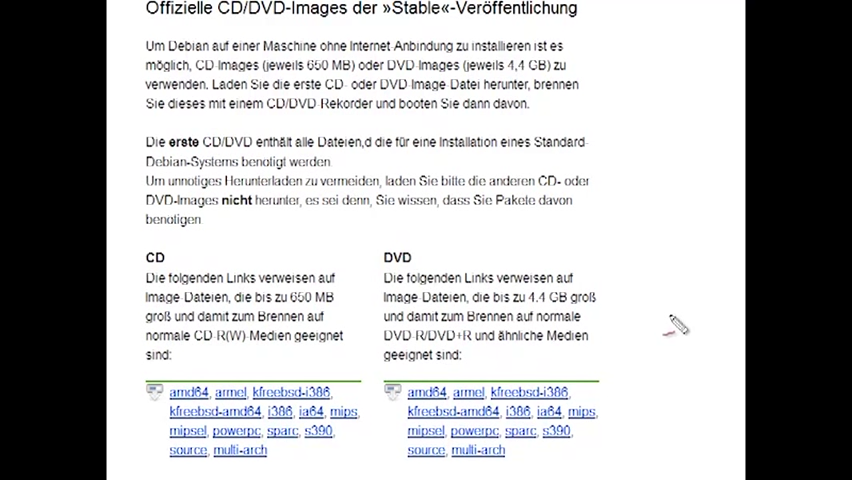 Offizielle CD/DVD-Images der »Stable«-Veröffentlichung
Um Debian auf einer Maschine ohne Internet-Anbindung zu installieren ist es
möglich, CD-Images (jeweils 650 MB) oder DVD-Images (jeweils 4,4 GB) zu
verwenden. Laden Sie die erste CD- oder DVD-Image-Datei herunter, brennen
Sie dieses mit einem CD/DVD-Rekorder und booten Sie dann davon.
Die erste CD/DVD enthält alle Dateien,d die für eine Installation eines Standard-
Debian-Systems benötigt werden.
Um unnötiges Herunterladen zu vermeiden, laden Sie bitte die anderen CD- oder
DVD-Images nicht herunter, es sei denn, Sie wissen, dass Sie Pakete davon
benötigen.
CD
Die folgenden Links verweisen auf
Image-Dateien, die bis zu 650 MB
groß und damit zum Brennen auf
normale CD-R(W)-Medien geeignet
sind:
amd64, armel, kfreebsd-i386,
kfreebsd-amd64, i386, ia64, mips,
mipsel, powerpc, sparc, s390,
source, multi-arch
DVD
Die folgenden Links verweisen auf
Image-Dateien, die bis zu 4.4 GB groß
und damit zum Brennen auf normale
DVD-R/DVD+R und ähnliche Medien
geeignet sind:
amd64, armel, kfreebsd-i386,
kfreebsd-amd64, i386, ia64, mips,
mipsel, powerpc, sparc, s390,
source, multi-arch